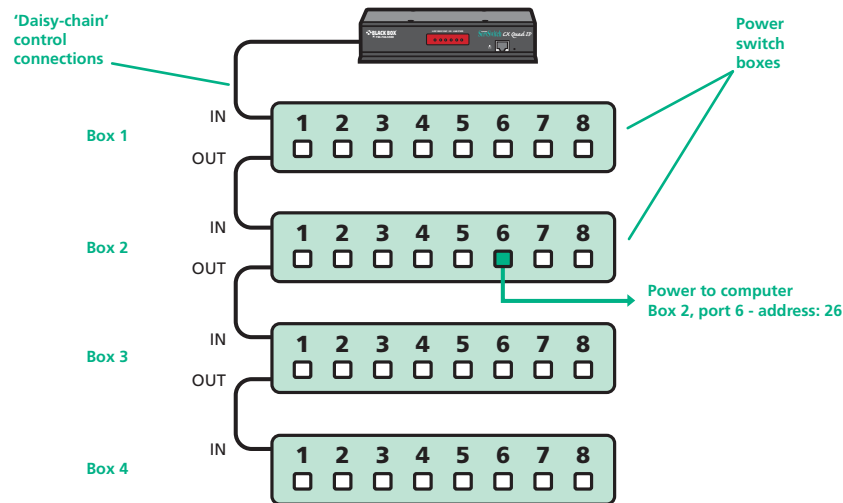 'Daisy-chain'
control
connections
BLACK BOX
CX Quad IP
Power
switch
boxes
IN
Box 1
1 2 3 4 5 6 7 8
OUT
IN
Box 2
1 2 3 4 5 6 7 8
OUT
Power to computer
Box 2, port 6 - address: 26
IN
Box 3
1 2 3 4 5 6 7 8
OUT
IN
Box 4
1 2 3 4 5 6 7 8